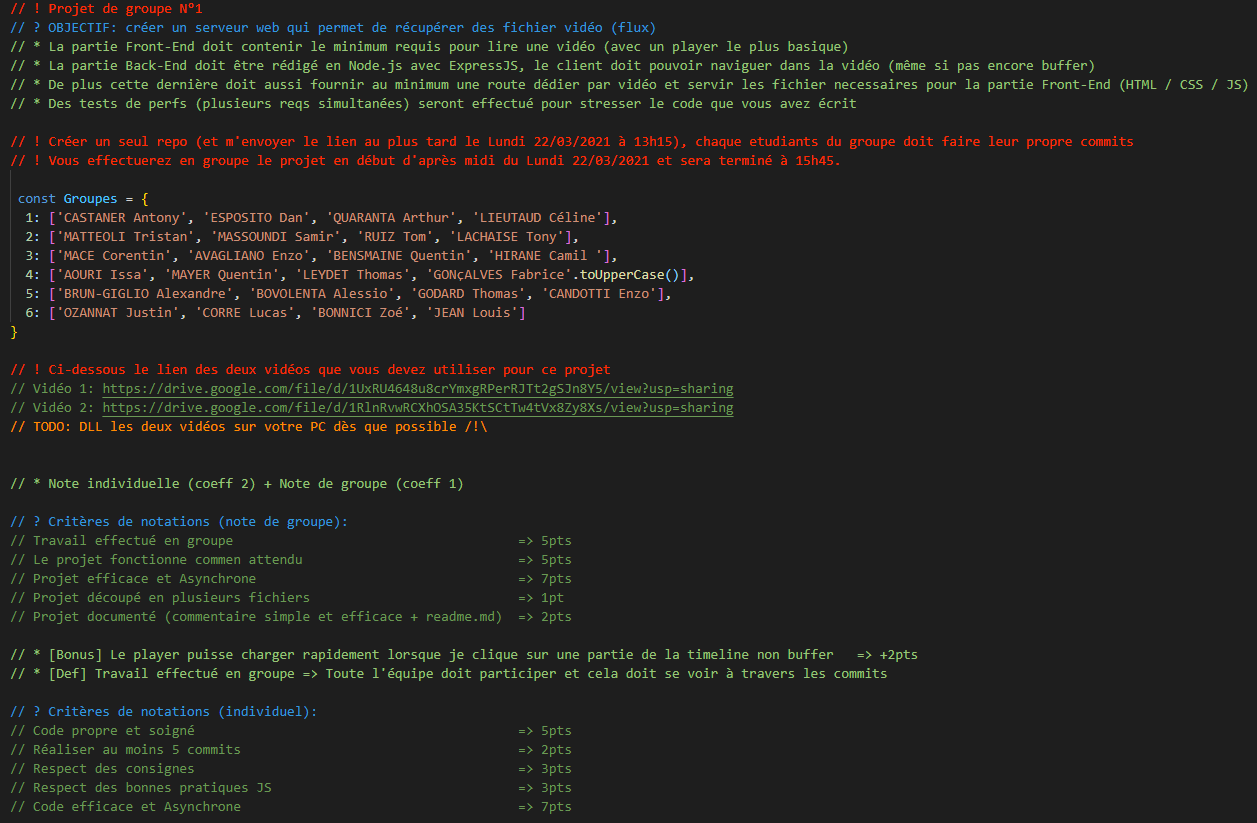 // ! Projet de groupe N°1
// ? OBJECTIF: créer un serveur web qui permet de récupérer des fichier vidéo (flux)
// * La partie Front-End doit contenir le minimum requis pour lire une vidéo (avec un player le plus basique)
// * La partie Back-End doit être rédigé en Node.js avec ExpressJS, le client doit pouvoir naviguer dans la vidéo (même si pas encore buffer)
// * De plus cette dernière doit aussi fournir au minimum une route dédier par vidéo et servir les fichier necessaires pour la partie Front-End (HTML / CSS / JS)
// * Des tests de perfs (plusieurs reqs simultanées) seront effectué pour stresser le code que vous avez écrit
// ! Créer un seul repo (et m'envoyer le lien au plus tard le Lundi 22/03/2021 à 13h15), chaque etudiants du groupe doit faire leur propre commits
// ! Vous effectuerez en groupe le projet en début d'après midi du Lundi 22/03/2021 et sera terminé à 15h45.
const Groupes = {
1: ['CASTANER Antony', 'ESPOSITO Dan', 'QUARANTA Arthur', 'LIEUTAUD Céline'],
2: ['MATTEOLI Tristan', 'MASSOUNDI Samir', 'RUIZ Tom', 'LACHAISE Tony'],
3: ['MACE Corentin', 'AVAGLIANO Enzo', 'BENSMAINE Quentin', 'HIRANE Camil '],
4: ['AOURI Issa', 'MAYER Quentin', 'LEYDET Thomas', 'GONçALVES Fabrice'.toUpperCase()],
5: ['BRUN-GIGLIO Alexandre', 'BOVOLENTA Alessio', 'GODARD Thomas', 'CANDOTTI Enzo'],
6: ['OZANNAT Justin', 'CORRE Lucas', 'BONNICI Zoé', 'JEAN Louis']
}
// ! Ci-dessous le lien des deux vidéos que vous devez utiliser pour ce projet
// Vidéo 1: https://drive.google.com/file/d/1UxRU4648u8crYmxgRPerRJTt2gSJn8Y5/view?usp=sharing
// Vidéo 2: https://drive.google.com/file/d/1RlnRvwRCXhOSA35KtSCtTw4tVx8Zy8Xs/view?usp=sharing
// TODO: DLL les deux vidéos sur votre PC dès que possible /!\
// * Note individuelle (coeff 2) + Note de groupe (coeff 1)
// ? Critères de notations (note de groupe):
// Travail effectué en groupe => 5pts
// Le projet fonctionne commen attendu => 5pts
// Projet efficace et Asynchrone => 7pts
// Projet découpé en plusieurs fichiers => 1pt
// Projet documenté (commentaire simple et efficace + readme.md) => 2pts
// * [Bonus] Le player puisse charger rapidement lorsque je clique sur une partie de la timeline non buffer => +2pts
// * [Def] Travail effectué en groupe => Toute l'équipe doit participer et cela doit se voir à travers les commits
// ? Critères de notations (individuel):
// Code propre et soigné => 5pts
// Réaliser au moins 5 commits => 2pts
// Respect des consignes => 3pts
// Respect des bonnes pratiques JS => 3pts
// Code efficace et Asynchrone => 7pts